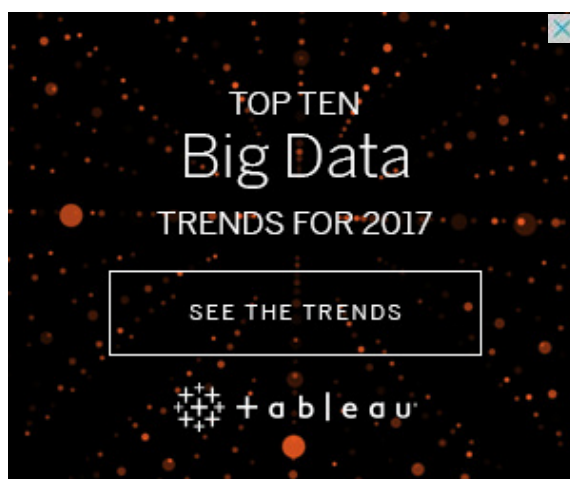 TOP TEN
Big Data
TRENDS FOR 2017
SEE THE TRENDS
+ableau